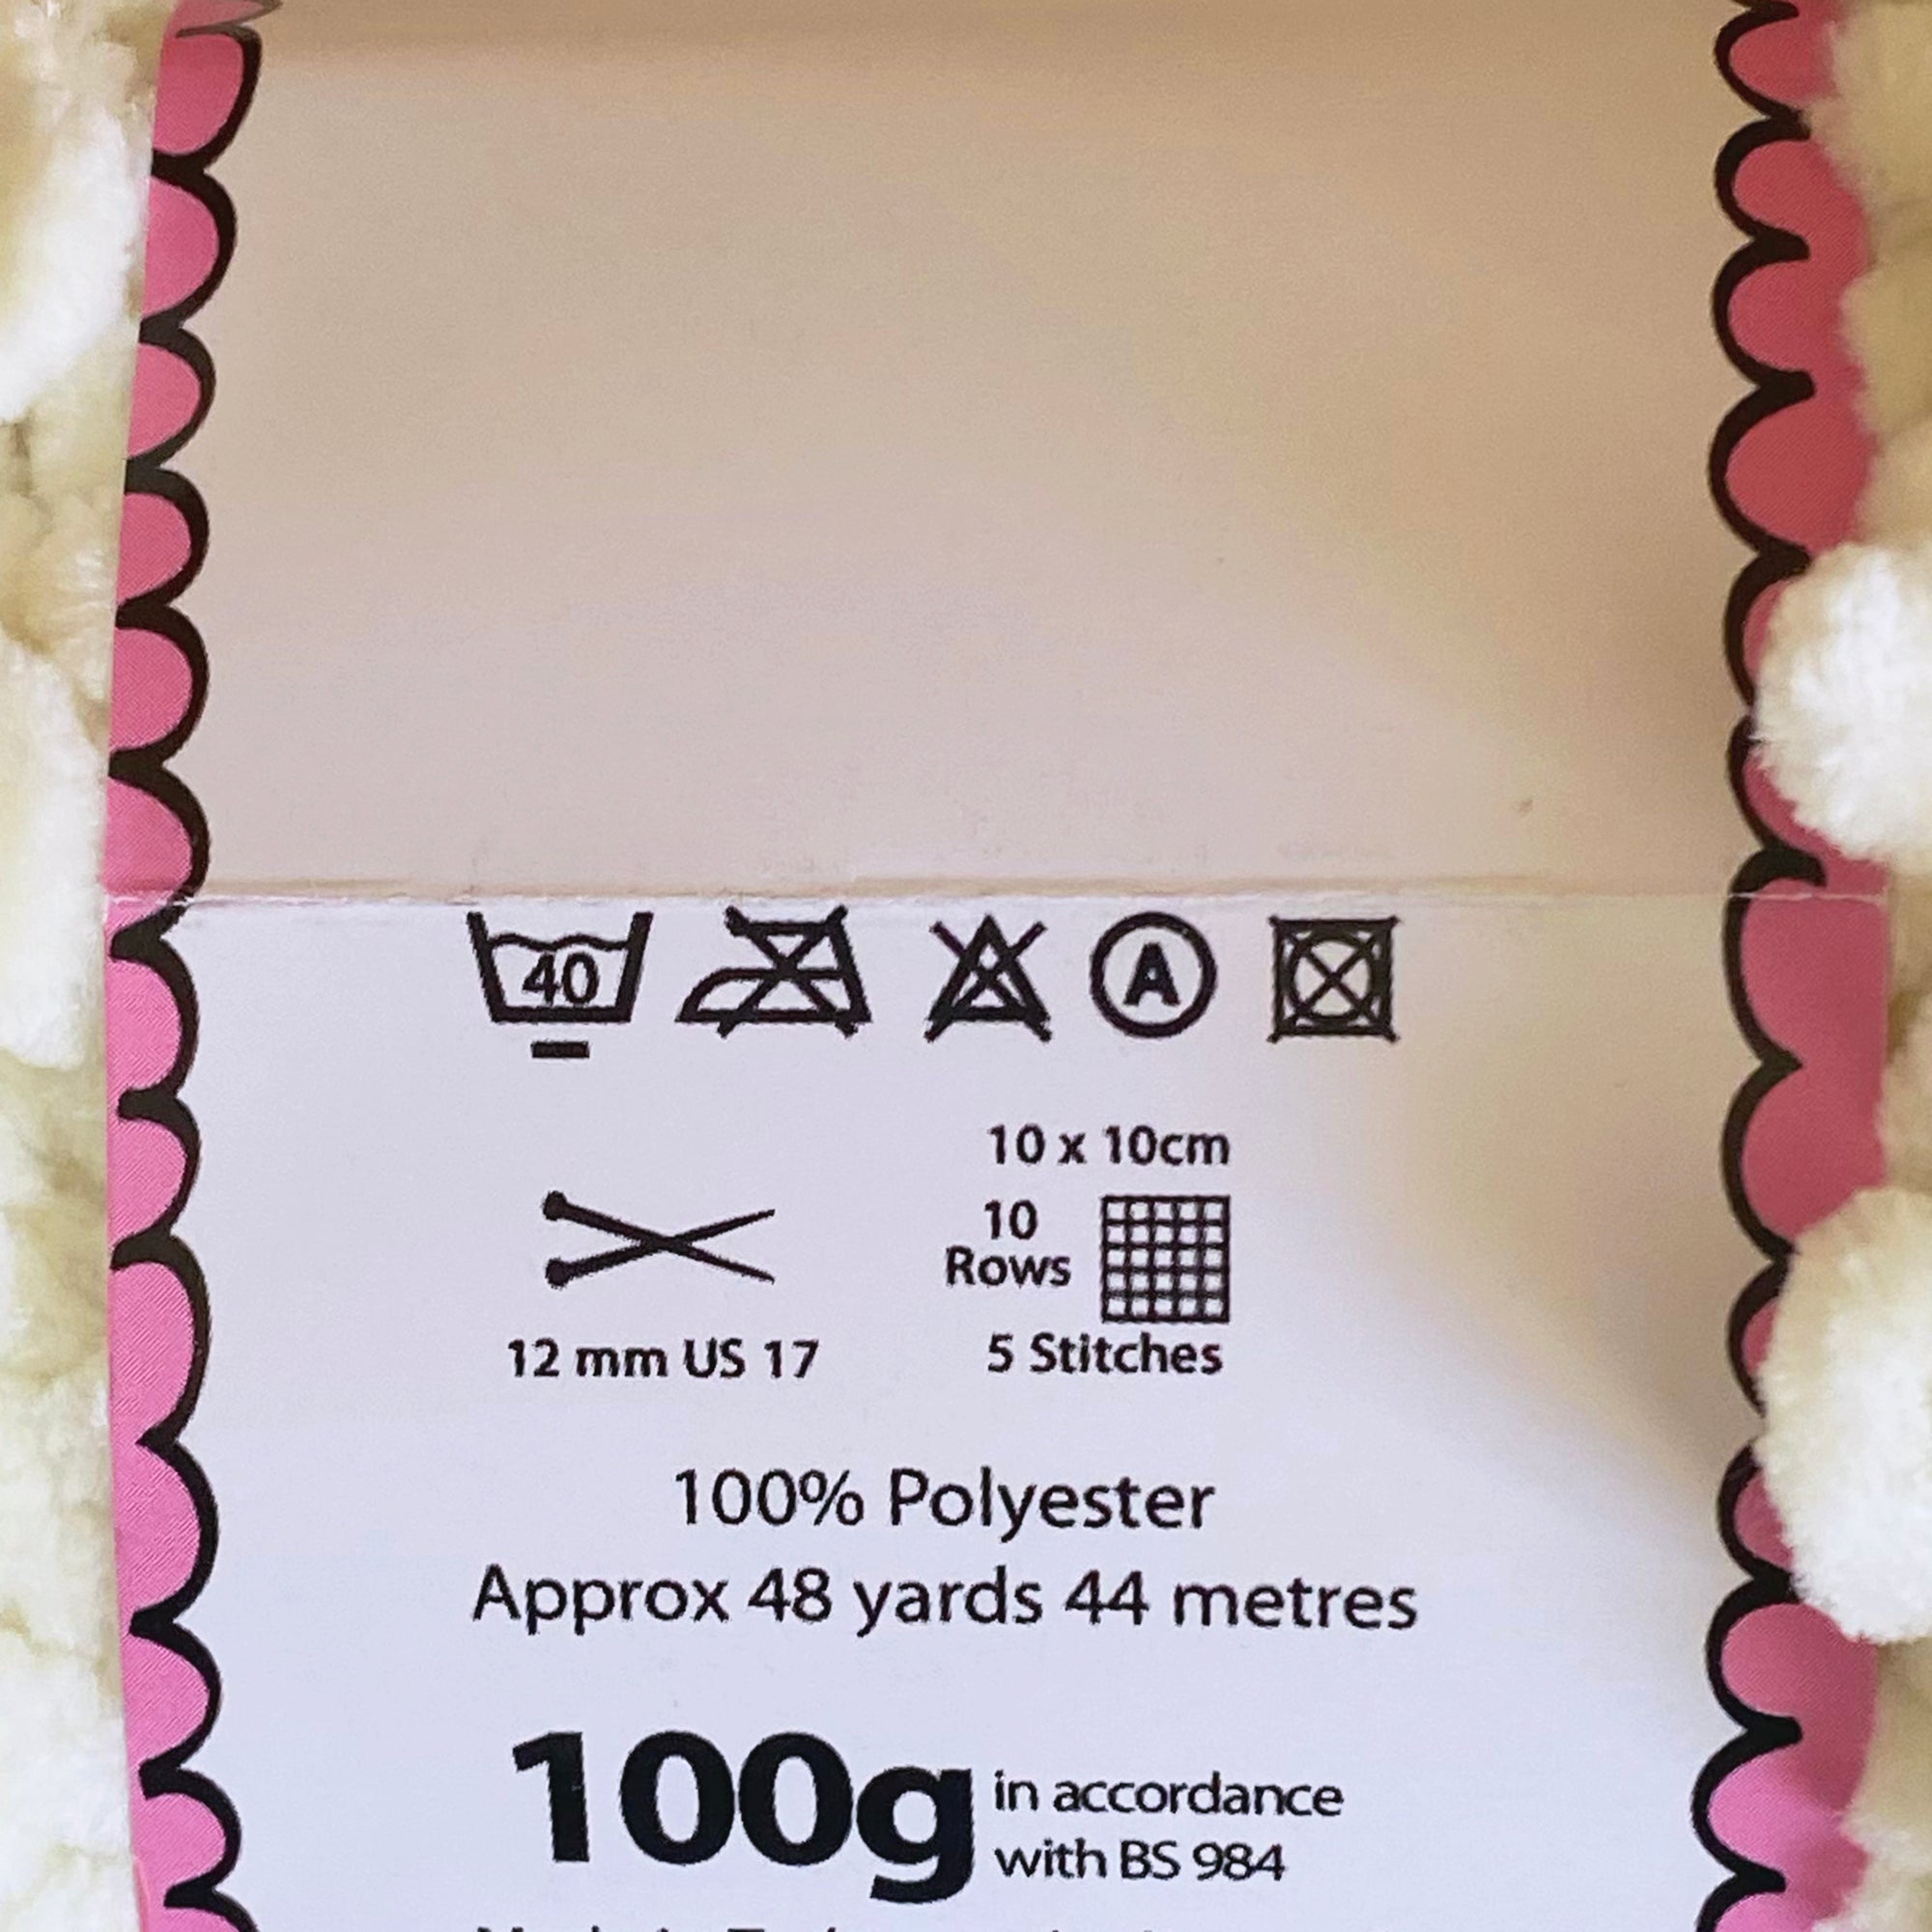 40
A
10 x 10cm
10
Rows
12 mm US 17
5 Stitches
100% Polyester
Approx 48 yards 44 metres
100g in accordance
with BS 984